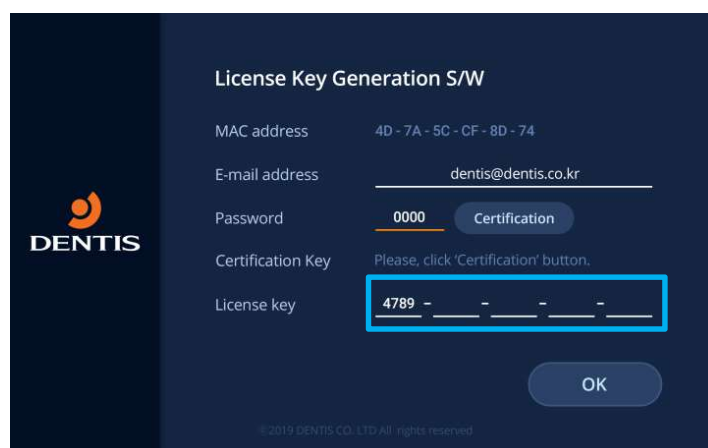 License Key Generation S/W
MAC address 4D - 7A - 5C - CF - 8D - 74
E-mail address dentis@dentis.co.kr
Password 0000 Certification
DENTIS
Certification Key Please, click 'Certification' button.
License key 4789 – – – –
OK
©2019 DENTIS CO. LTD All rights reserved